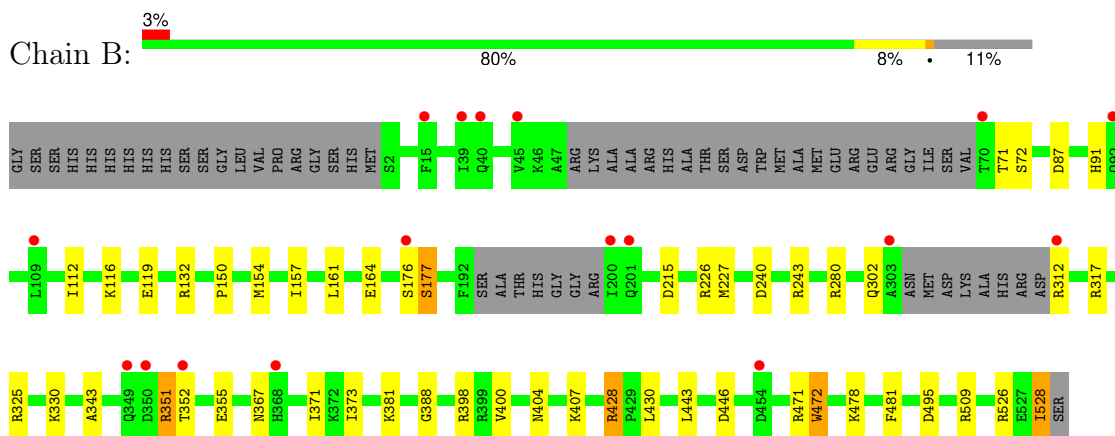 3%
Chain B:
80% 8% • 11%
GLY SER SER HIS HIS HIS HIS HIS HIS SER SER GLY LEU VAL PRO ARG GLY SER HIS MET S2 F15 I39 Q40 V45 K46 A47 ARG LYS ALA ALA ARG HIS ALA THR SER ASP TRP MET ALA MET GLU ARG GLU ARG GLY ILE SER VAL T70 T71 S72 D87 H91
L109 I112 K116 E119 R132 P150 M154 I157 L161 E164 S176 S177 F192 SER ALA THR HIS GLY GLY ARG I200 Q201 D215 R226 M227 D240 R243 R280 Q302 A303 ASN MET ASP LYS ALA HIS ARG ASP R312 R317
R325 K330 A343 Q349 D350 R351 T352 E355 N367 H368 I371 K372 I373 K381 G388 R398 R399 V400 N404 K407 R428 P429 L430 L443 D446 D454 R471 W472 K478 F481 D495 R509 R526 E527 I528 SER